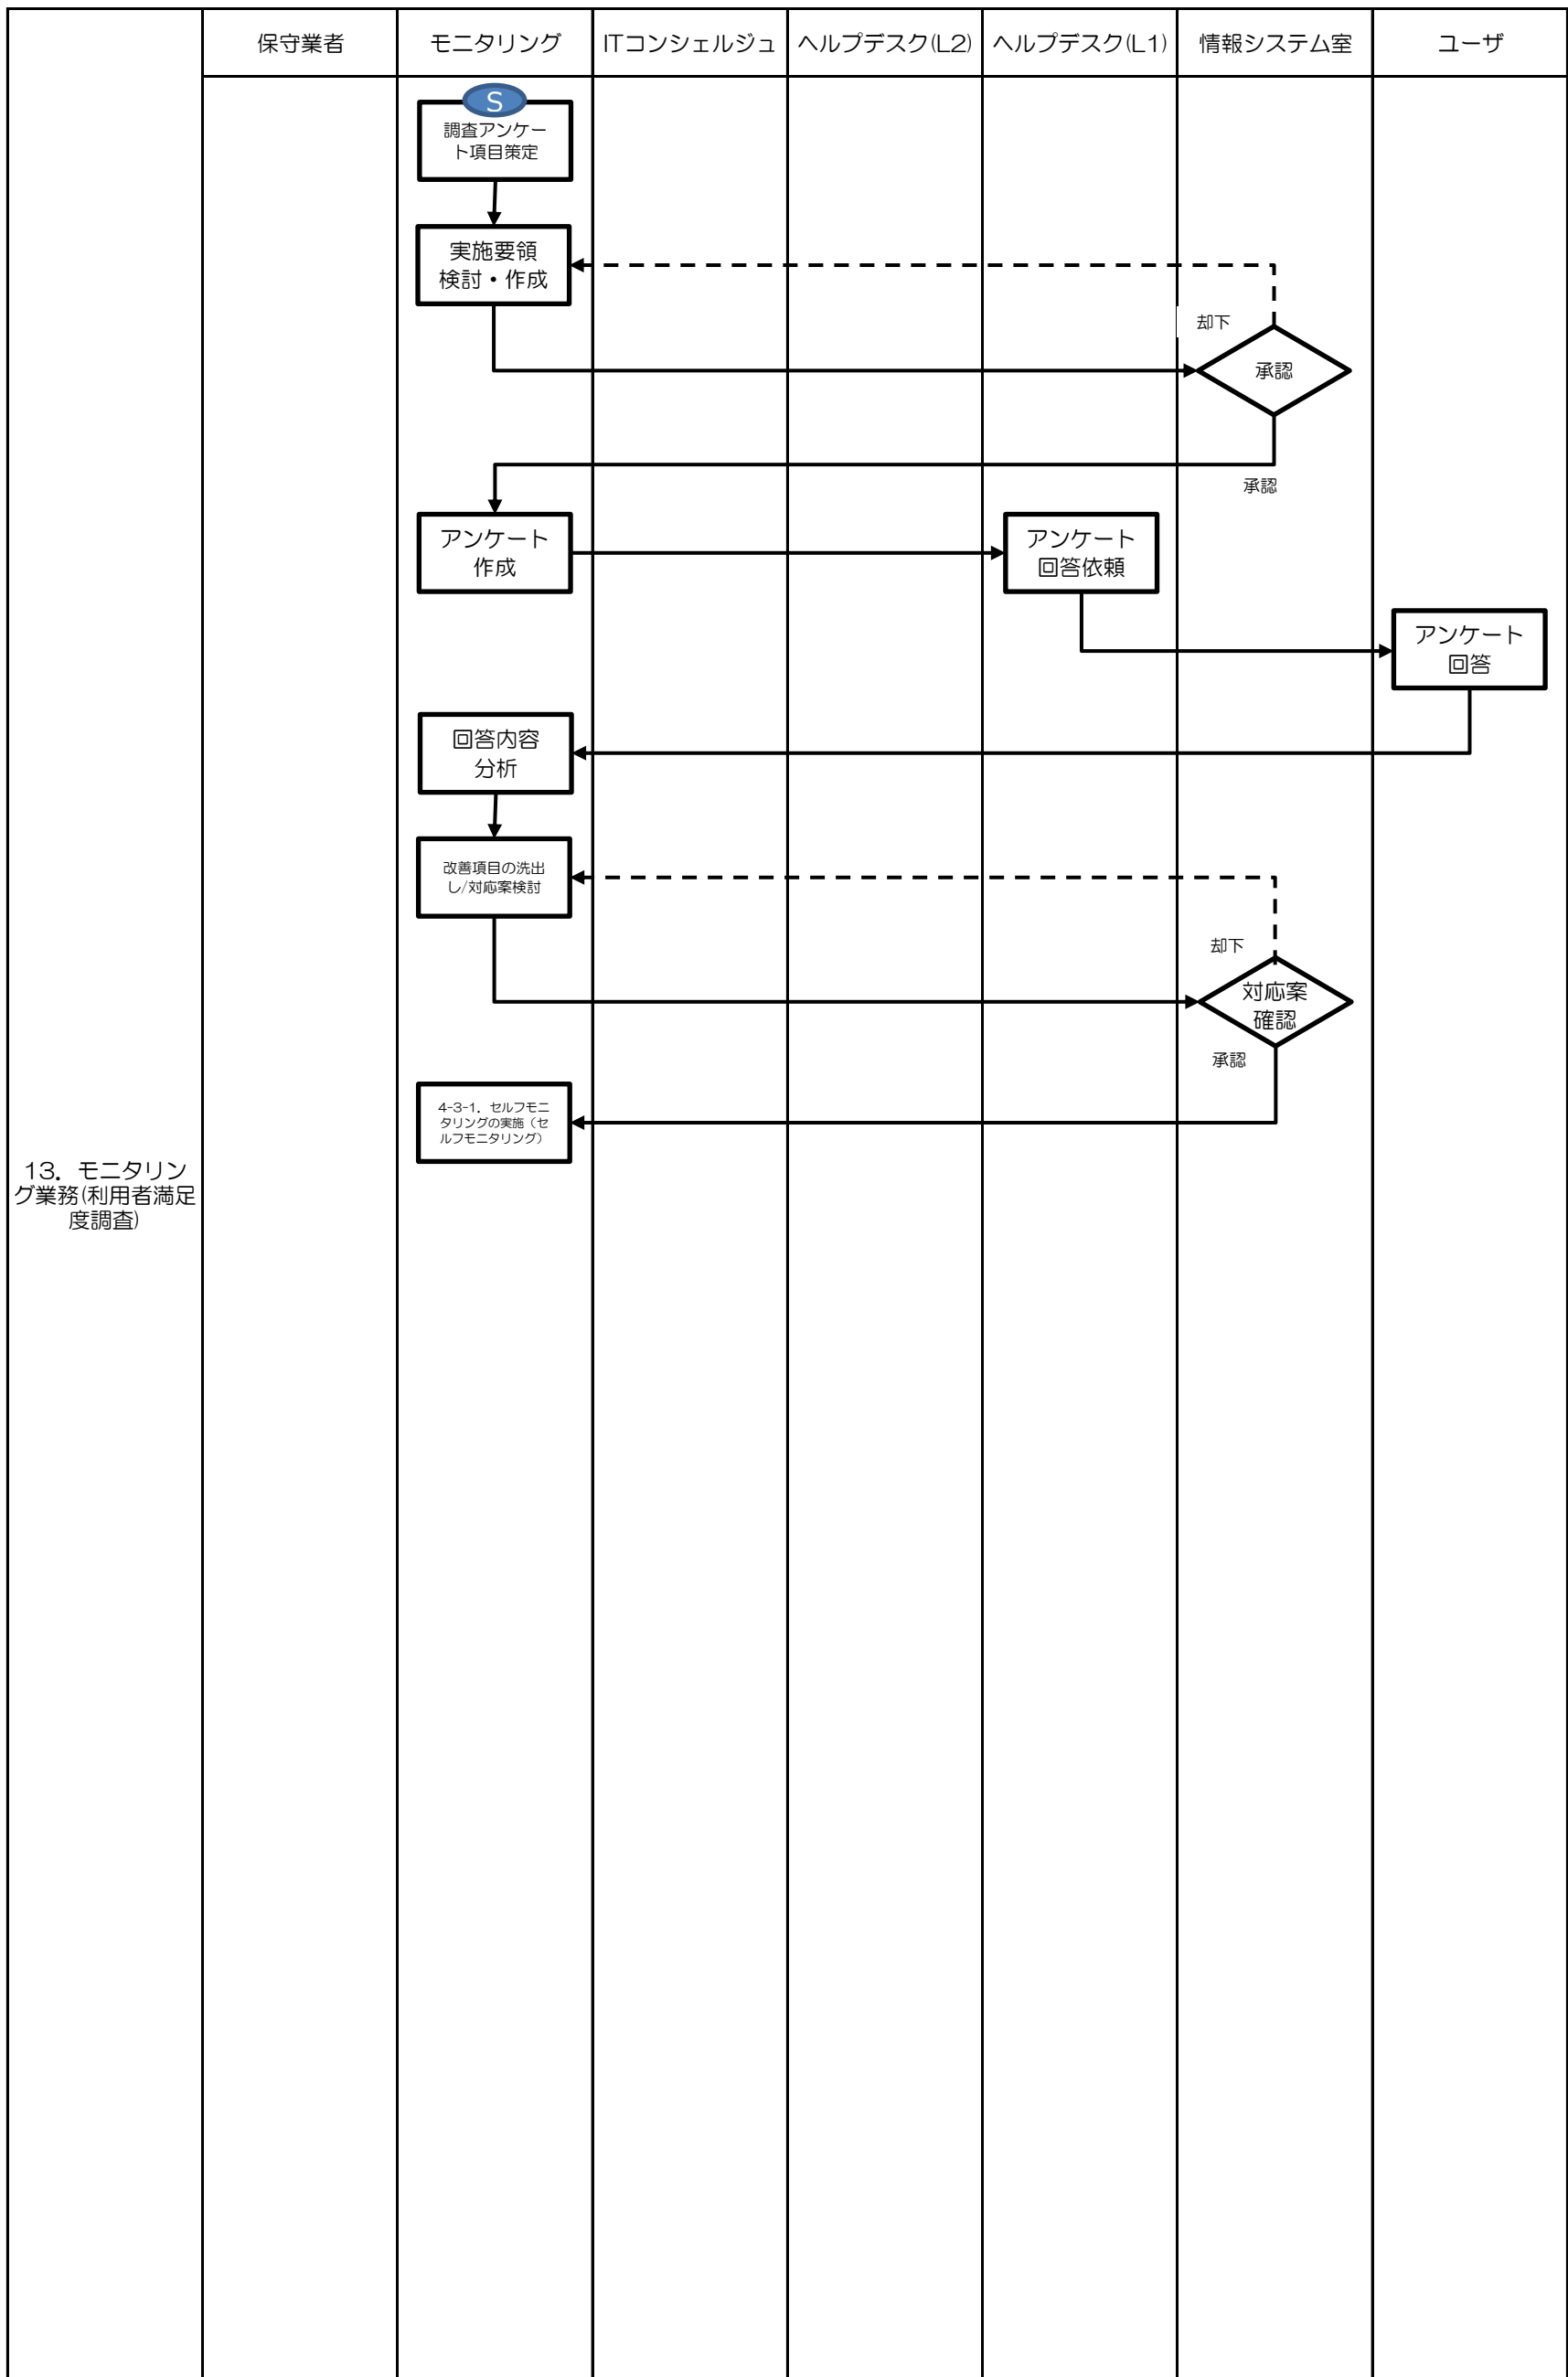 保守業者
モニタリング
ITコンシェルジュ
ヘルプデスク(L2)
ヘルプデスク(L1)
情報システム室
ユーザ
S
調査アンケー
ト項目策定
実施要領
検討・作成
却下
承認
承認
アンケート
作成
アンケート
回答依頼
アンケート
回答
回答内容
分析
改善項目の洗出
し/対応案検討
却下
対応案
確認
承認
4-3-1．セルフモニ
タリングの実施（セ
ルフモニタリング）
13．モニタリン
グ業務(利用者満足
度調査)